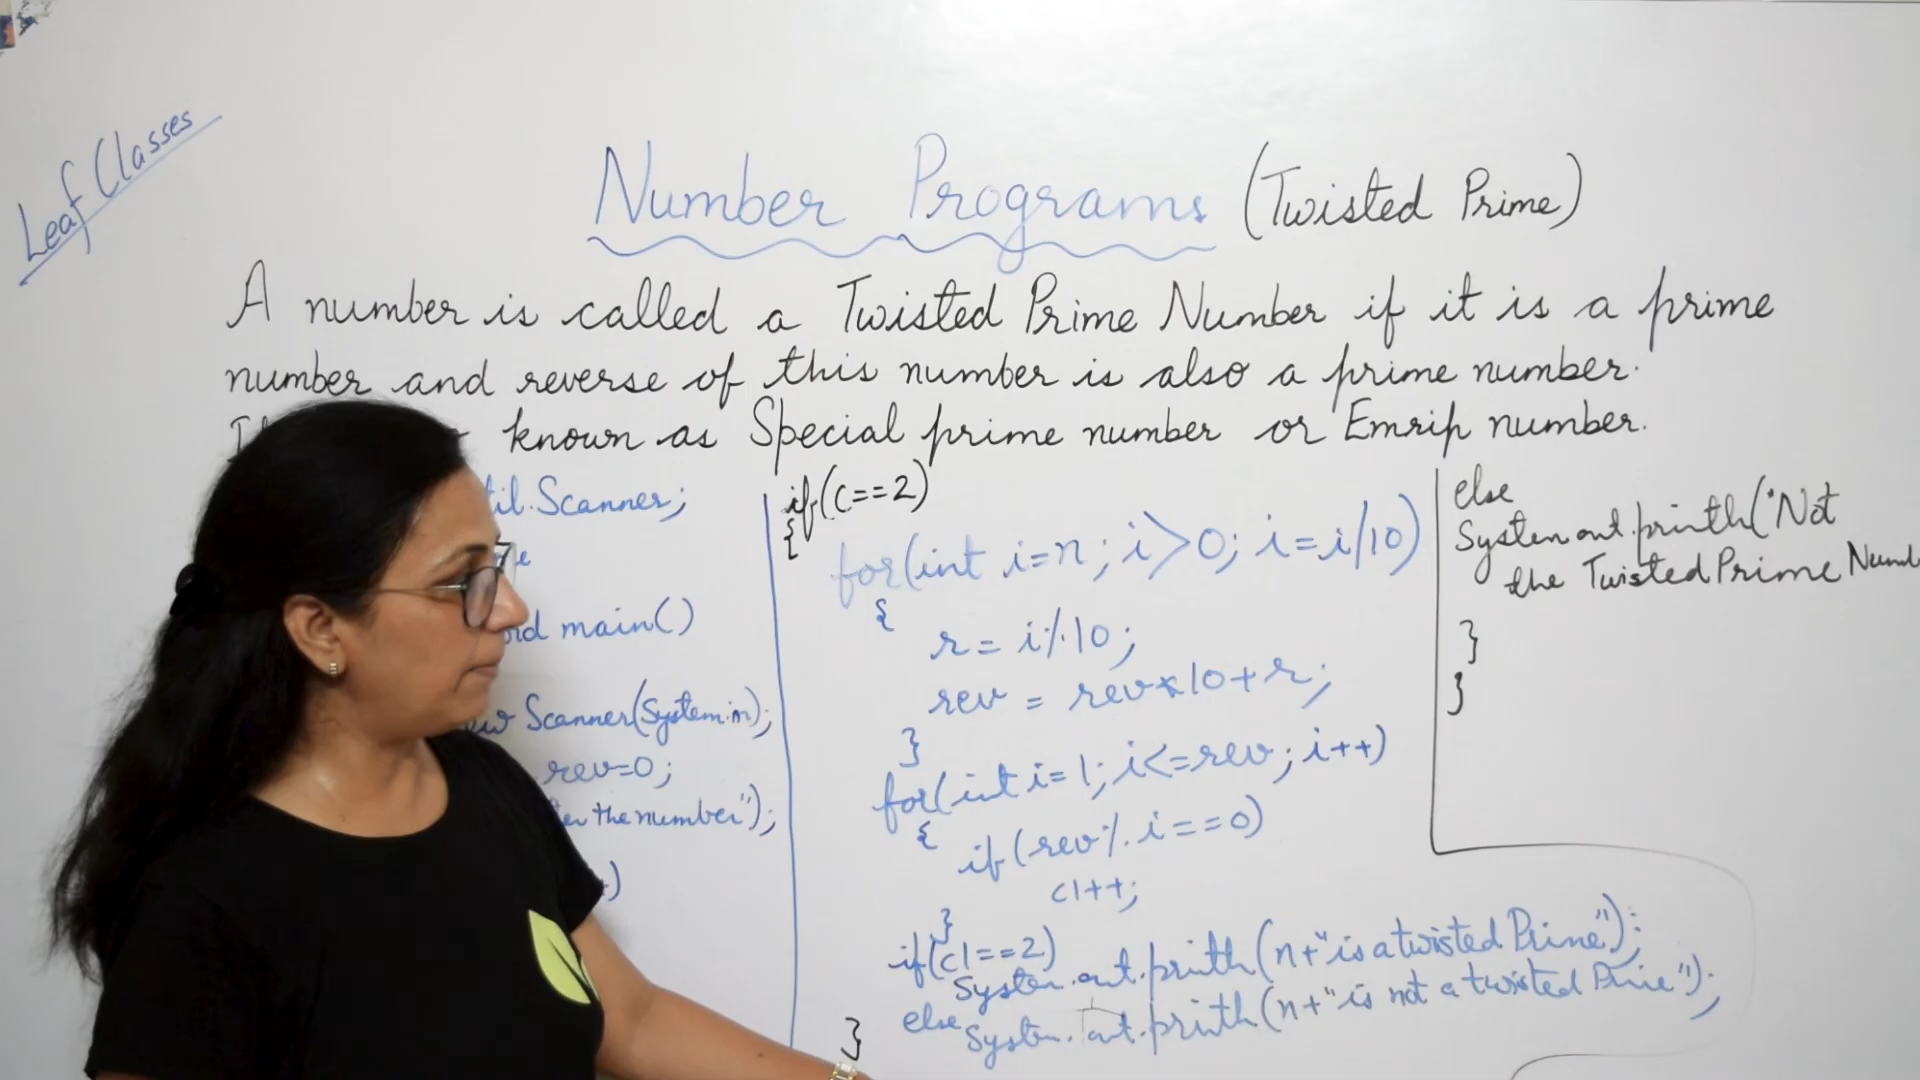 Leaf Classes
Number Programs (Twisted Prime)
A number is called a Twisted Prime Number if it is a prime
number and reverse of this number is also a prime number.
known as Special prime number or Emrip number.
til.Scanner;
main()
Scanner(System.in);
rev=0;
the number");
)
if(c==2)
{
for(int i=n; i>0; i=i/10)
{
r=i%10;
rev = rev*10+r;
}
for(int i=1; i<=rev; i++)
{
if(rev%i==0)
c1++;
}
if(c1==2)
System.out.println(n+"is a twisted Prime");
else
System.out.println(n+"is not a twisted Prime");
}
else
System.out.println("Not
the Twisted Prime Numb
}
}